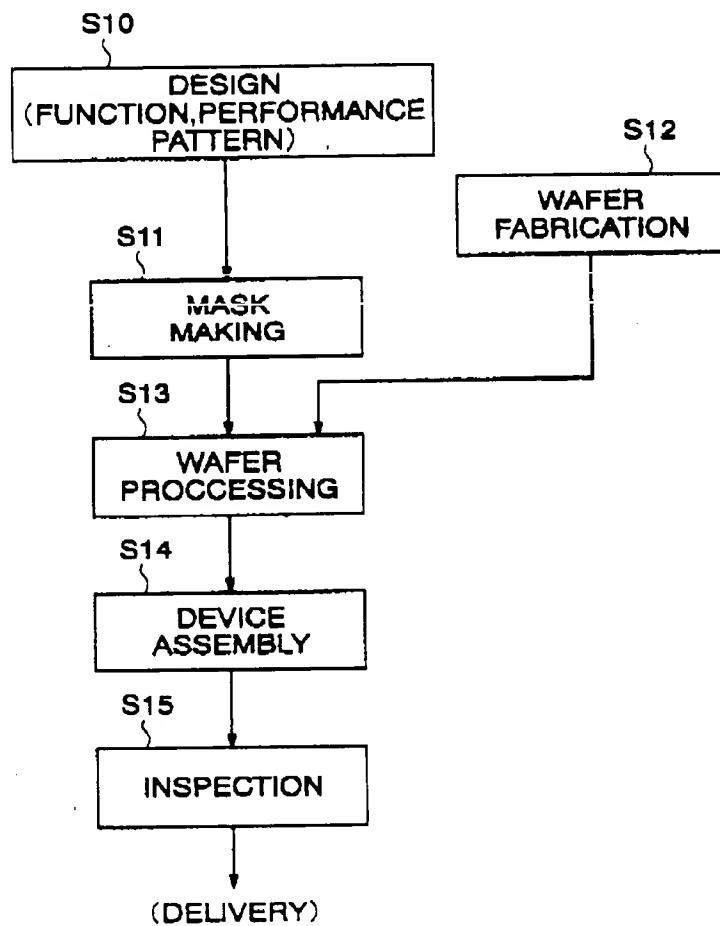 S10
DESIGN
(FUNCTION,PERFORMANCE
PATTERN)
S12
WAFER
FABRICATION
S11
MASK
MAKING
S13
WAFER
PROCCESSING
S14
DEVICE
ASSEMBLY
S15
INSPECTION
(DELIVERY)